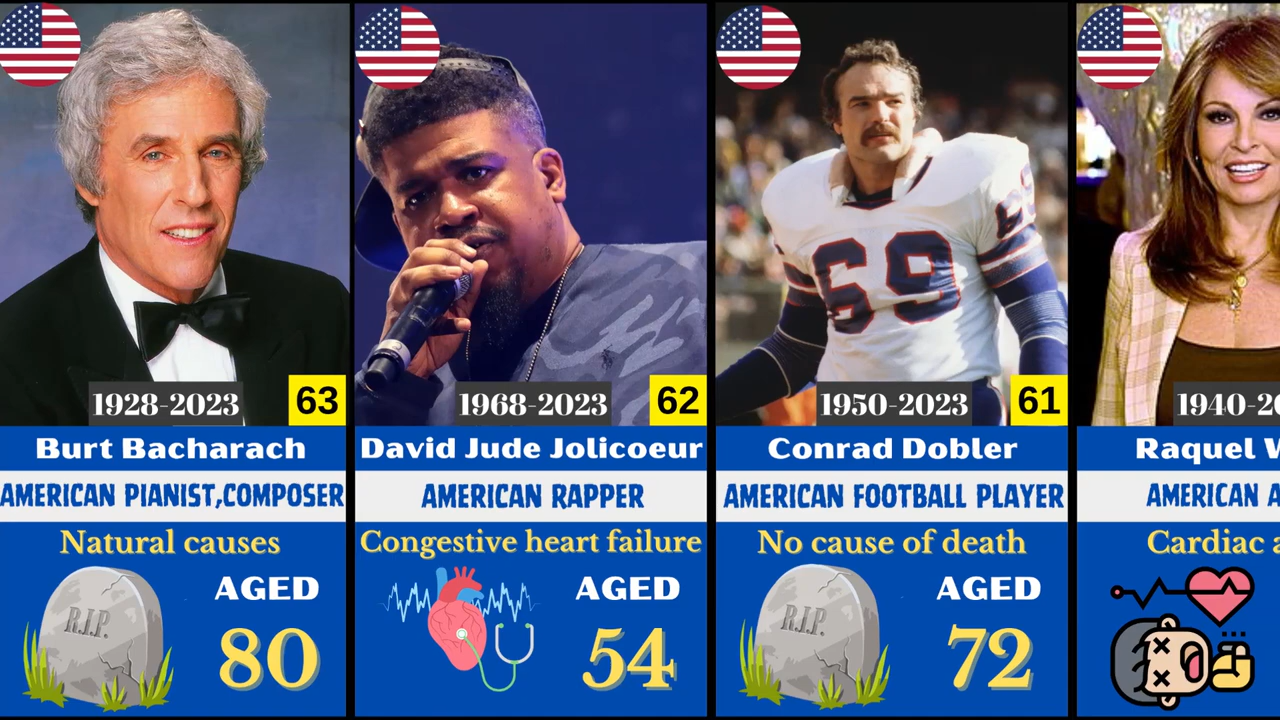 1928-2023
63
Burt Bacharach
AMERICAN PIANIST,COMPOSER
Natural causes
R.I.P.
AGED
80
1968-2023
62
David Jude Jolicoeur
AMERICAN RAPPER
Congestive heart failure
AGED
54
69
69
1950-2023
61
Conrad Dobler
AMERICAN FOOTBALL PLAYER
No cause of death
R.I.P.
AGED
72
1940-20
Raquel W
AMERICAN A
Cardiac a